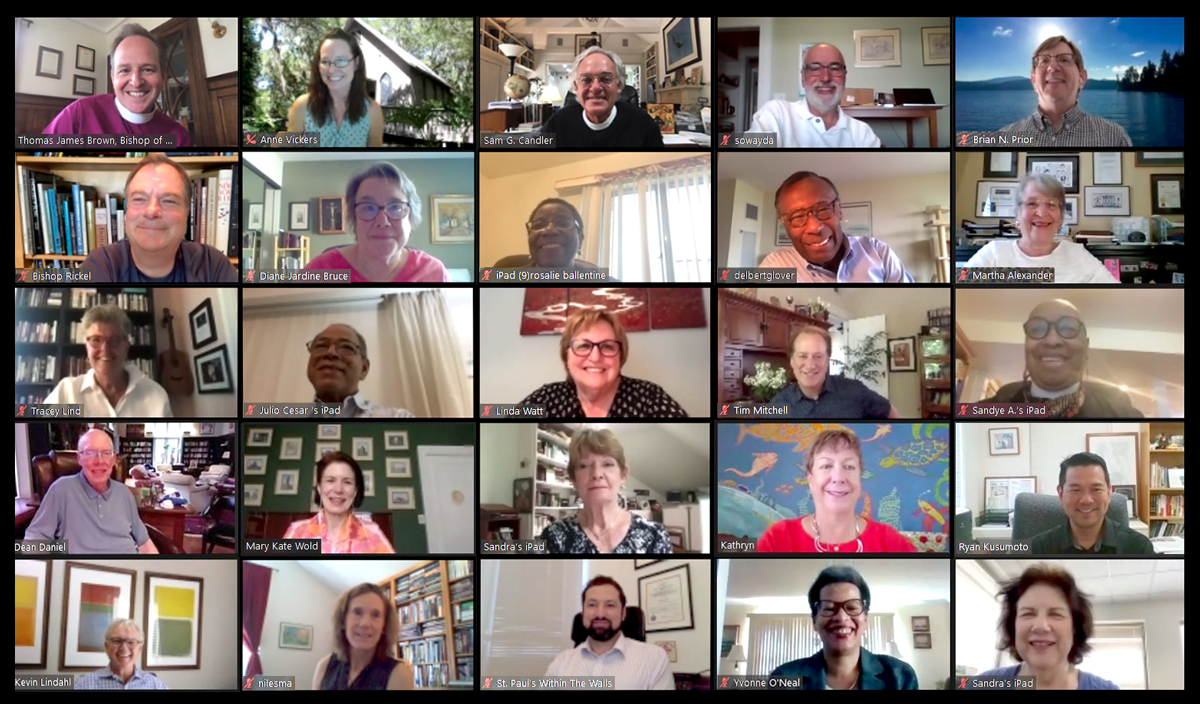 Thomas James Brown, Bishop of ...
Anne Vickers
Sam G. Candler
sowayda
Brian N. Prior
Bishop Rickel
Diane Jardine Bruce
iPad (9)rosalie ballentine
delbertglover
Martha Alexander
Tracey Lind
Julio Cesar 's iPad
Linda Watt
Tim Mitchell
Sandye A.'s iPad
Dean Daniel
Mary Kate Wold
Sandra's iPad
Kathryn
Ryan Kusumoto
Kevin Lindahl
nilesma
St. Paul's Within The Walls
Yvonne O'Neal
Sandra's iPad